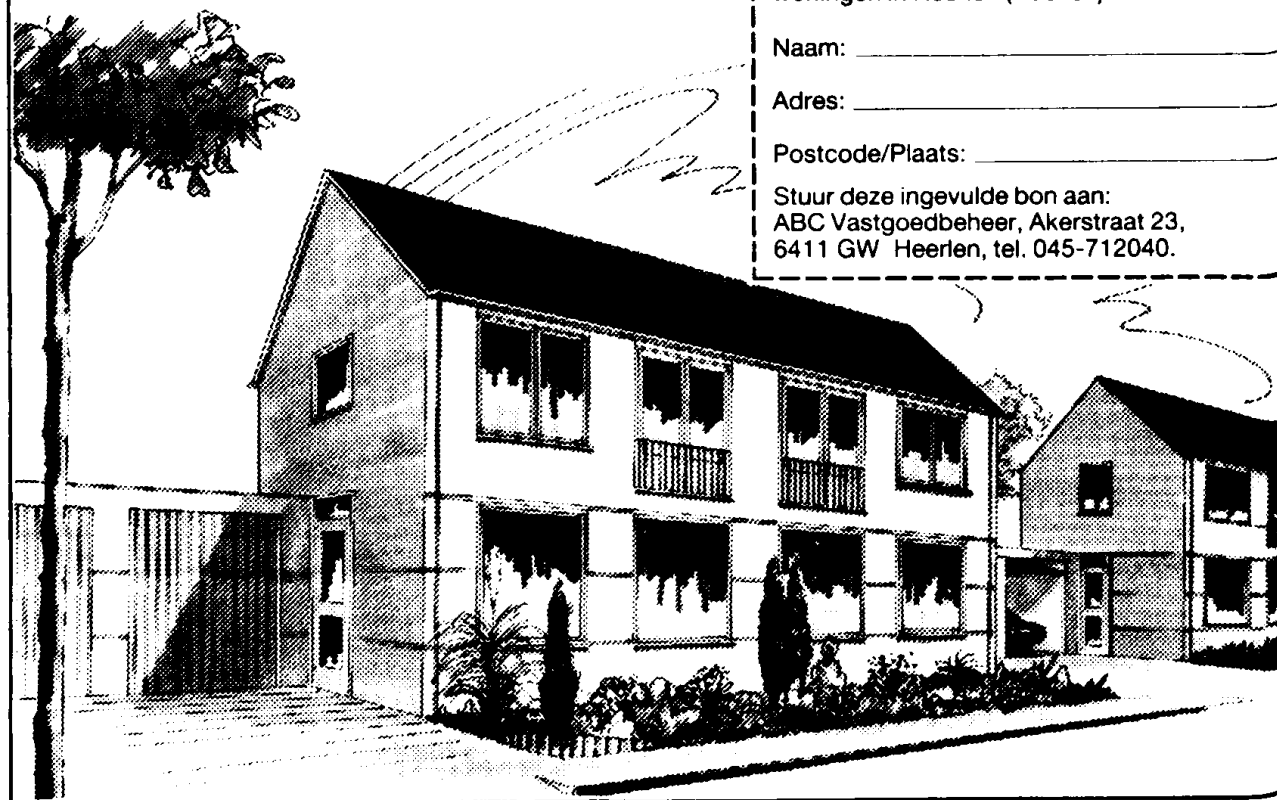 Naam:
Adres:
Postcode/Plaats:
Stuur deze ingevulde bon aan:
ABC Vastgoedbeheer, Akerstraat 23,
6411 GW Heerlen, tel. 045-712040.